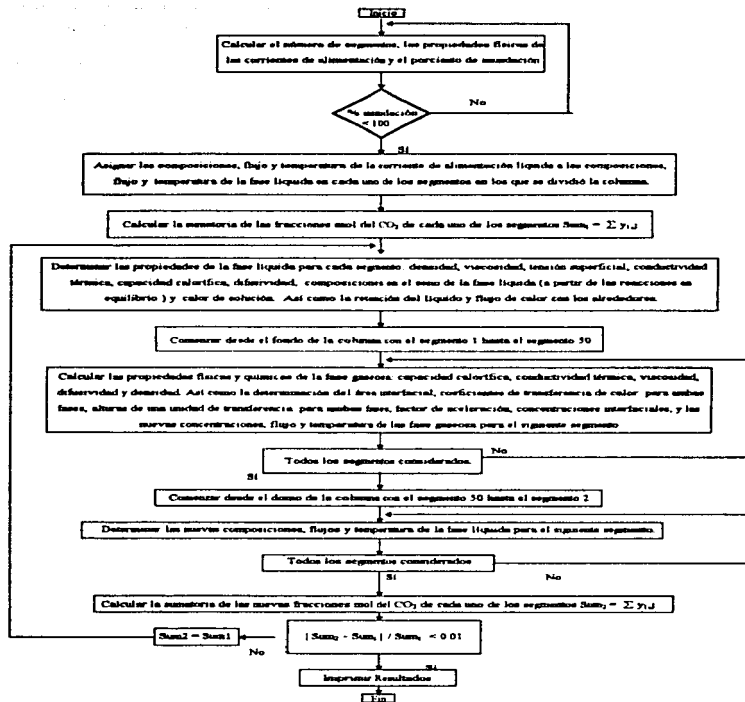 Inicio
Calcular el número de segmentos, las propiedades físicas de
las corrientes de alimentación y el porciento de inundación
No
% inundación
< 100
Si
Asignar las composiciones, flujo y temperatura de la corriente de alimentación líquida a las composiciones,
flujo y temperatura de la fase líquida en cada uno de los segmentos en los que se dividió la columna.
Calcular la sumatoria de las fracciones mol del CO₂ de cada uno de los segmentos Sum₁ = Σ y₁,j
Determinar las propiedades de la fase líquida para cada segmento: densidad, viscosidad, tensión superficial, conductividad
térmica, capacidad calorífica, difusividad, composiciones en el seno de la fase líquida (a partir de las reacciones en
equilibrio ) y calor de solución. Así como la retención del líquido y flujo de calor con los alrededores.
Comenzar desde el fondo de la columna con el segmento 1 hasta el segmento 50
Calcular las propiedades físicas y químicas de la fase gaseosa: capacidad calorífica, conductividad térmica, viscosidad,
difusividad y densidad. Así como la determinación del área interfacial, coeficientes de transferencia de calor para ambas
fases, alturas de una unidad de transferencia para ambas fases, factor de aceleración, concentraciones interfaciales, y las
nuevas concentraciones, flujo y temperatura de las fase gaseosa para el siguiente segmento
No
Todos los segmentos considerados.
Si
Comenzar desde el domo de la columna con el segmento 50 hasta el segmento 2
Determinar las nuevas composiciones, flujos y temperatura de la fase líquida para el siguiente segmento.
Todos los segmentos considerados
Si No
Calcular la sumatoria de las nuevas fracciones mol del CO₂ de cada uno de los segmentos Sum₂ = Σ y₁,j
Sum2 = Sum1
| Sum₂ - Sum₁ | / Sum₁ < 0.01
No
Si
Imprimir Resultados
Fin